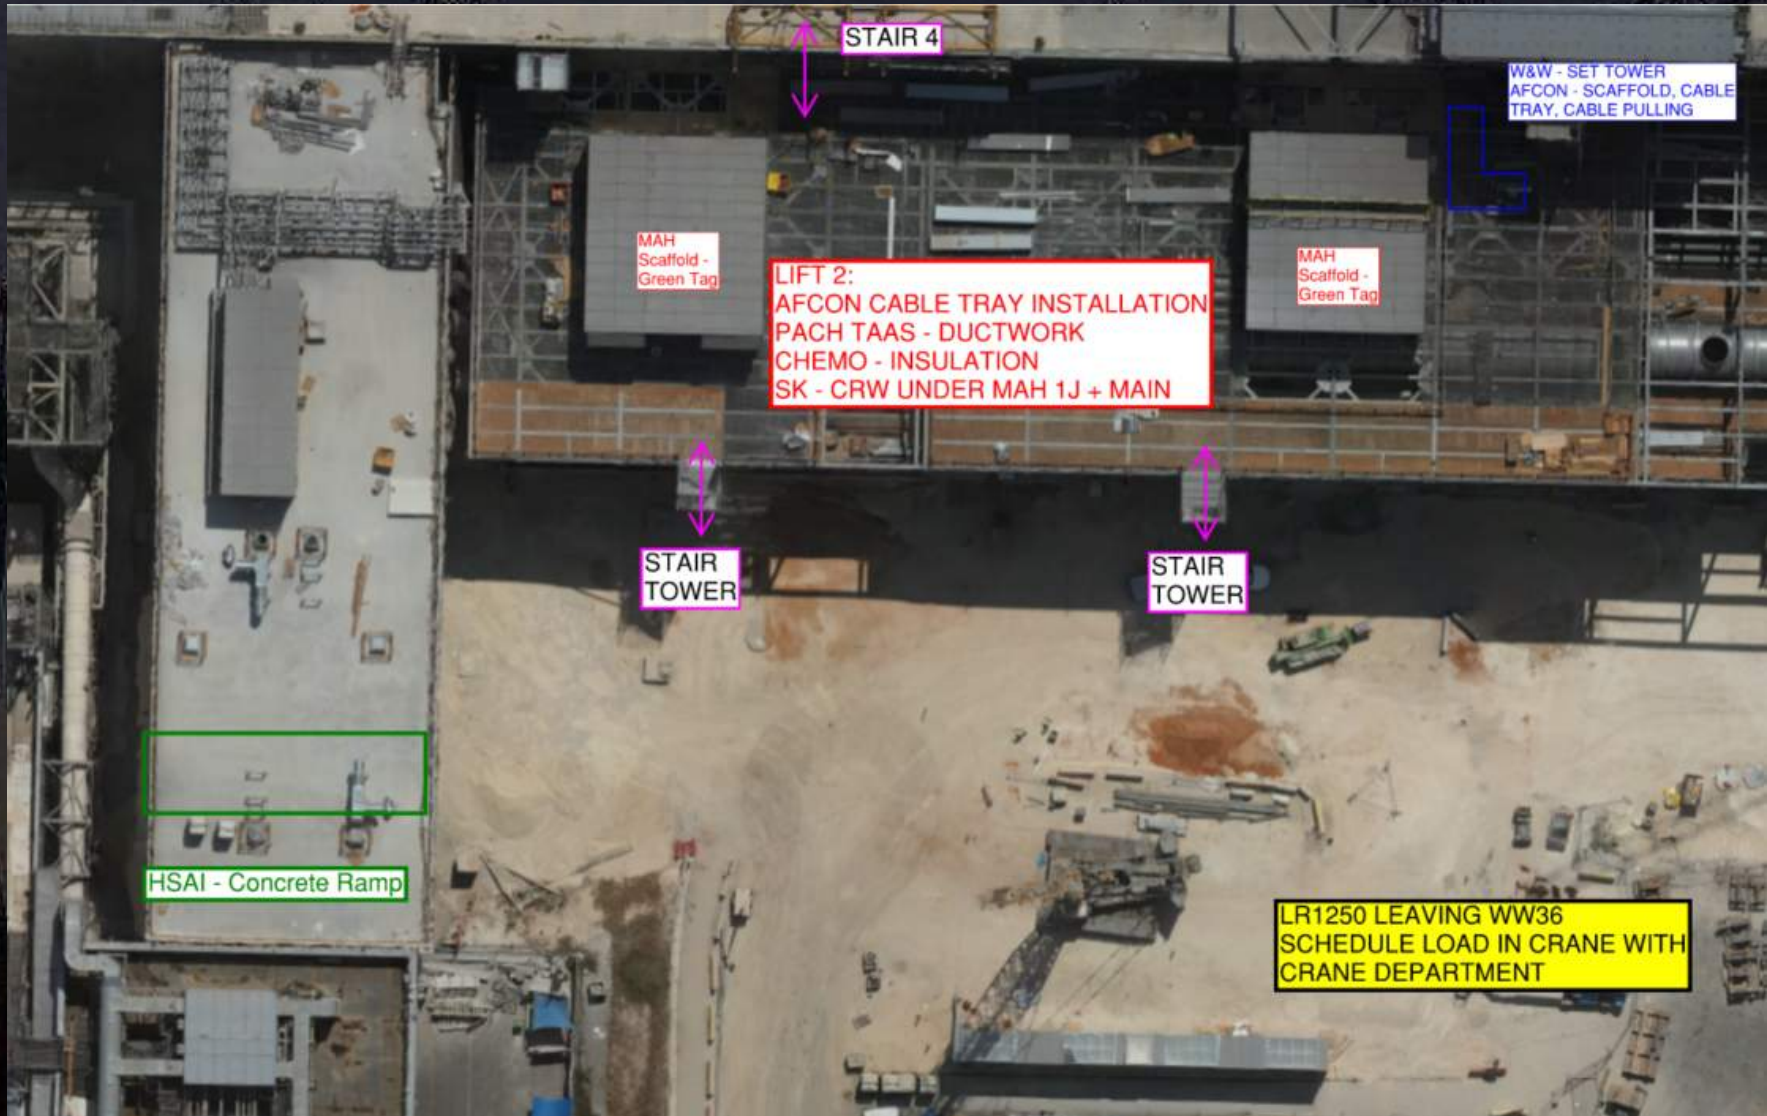 STAIR 4
W&W - SET TOWER
AFCON - SCAFFOLD, CABLE
TRAY, CABLE PULLING
MAH
Scaffold -
Green Tag
MAH
Scaffold -
Green Tag
LIFT 2:
AFCON CABLE TRAY INSTALLATION
PACH TAAS - DUCTWORK
CHEMO - INSULATION
SK - CRW UNDER MAH 1J + MAIN
STAIR
TOWER
STAIR
TOWER
HSAI - Concrete Ramp
LR1250 LEAVING WW36
SCHEDULE LOAD IN CRANE WITH
CRANE DEPARTMENT